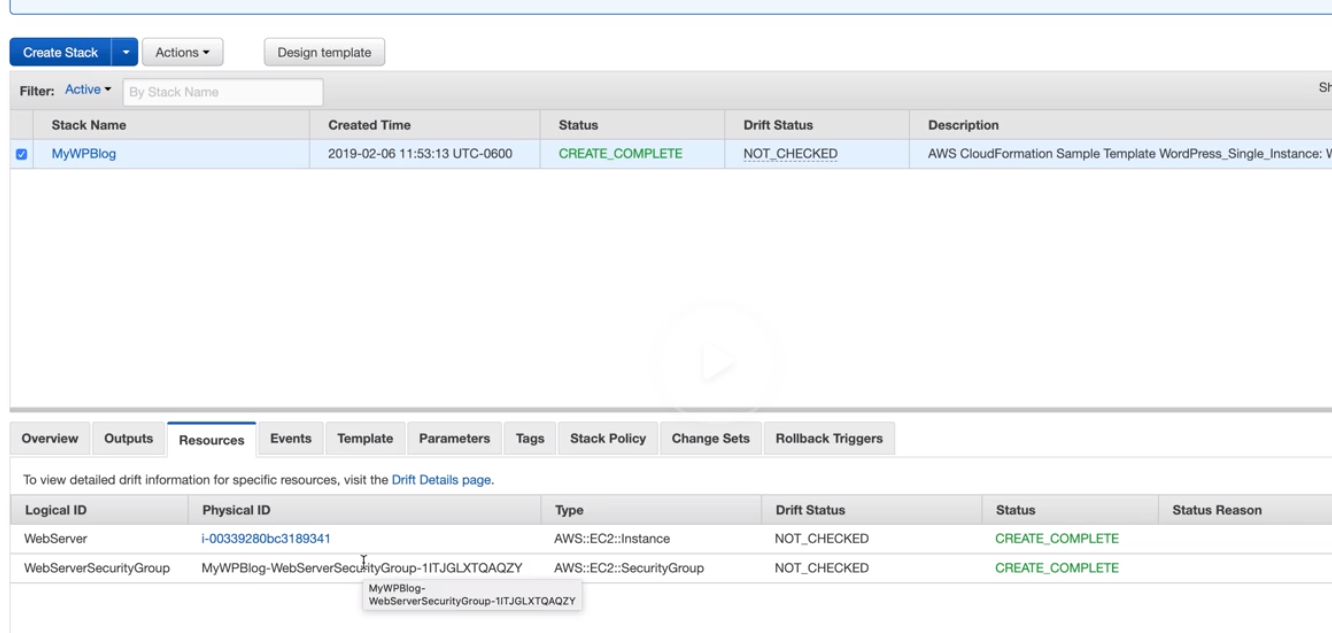 Create Stack Actions Design template
Filter: Active By Stack Name
Stack Name Created Time Status Drift Status Description
MyWPBlog 2019-02-06 11:53:13 UTC-0600 CREATE_COMPLETE NOT_CHECKED AWS CloudFormation Sample Template WordPress_Single_Instance:
Overview Outputs Resources Events Template Parameters Tags Stack Policy Change Sets Rollback Triggers
To view detailed drift information for specific resources, visit the Drift Details page.
Logical ID Physical ID Type Drift Status Status Status Reason
WebServer i-00339280bc3189341 AWS::EC2::Instance NOT_CHECKED CREATE_COMPLETE
WebServerSecurityGroup MyWPBlog-WebServerSecurityGroup-1ITJGLXTQAQZY AWS::EC2::SecurityGroup NOT_CHECKED CREATE_COMPLETE
MyWPBlog-
WebServerSecurityGroup-1ITJGLXTQAQZY